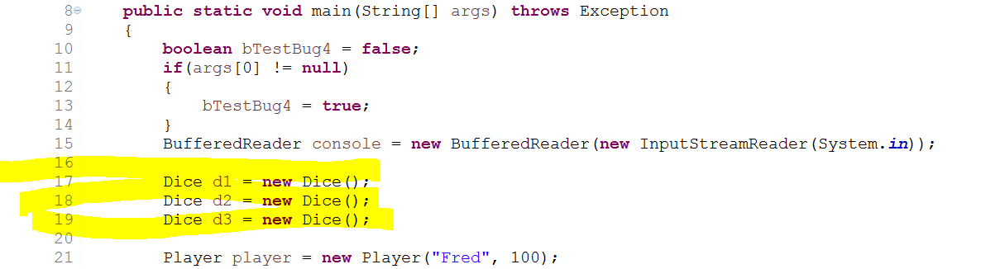 8 public static void main(String[] args) throws Exception
9 {
10 boolean bTestBug4 = false;
11 if(args[0] != null)
12 {
13 bTestBug4 = true;
14 }
15 BufferedReader console = new BufferedReader(new InputStreamReader(System.in));
16
17 Dice d1 = new Dice();
18 Dice d2 = new Dice();
19 Dice d3 = new Dice();
20
21 Player player = new Player("Fred", 100);